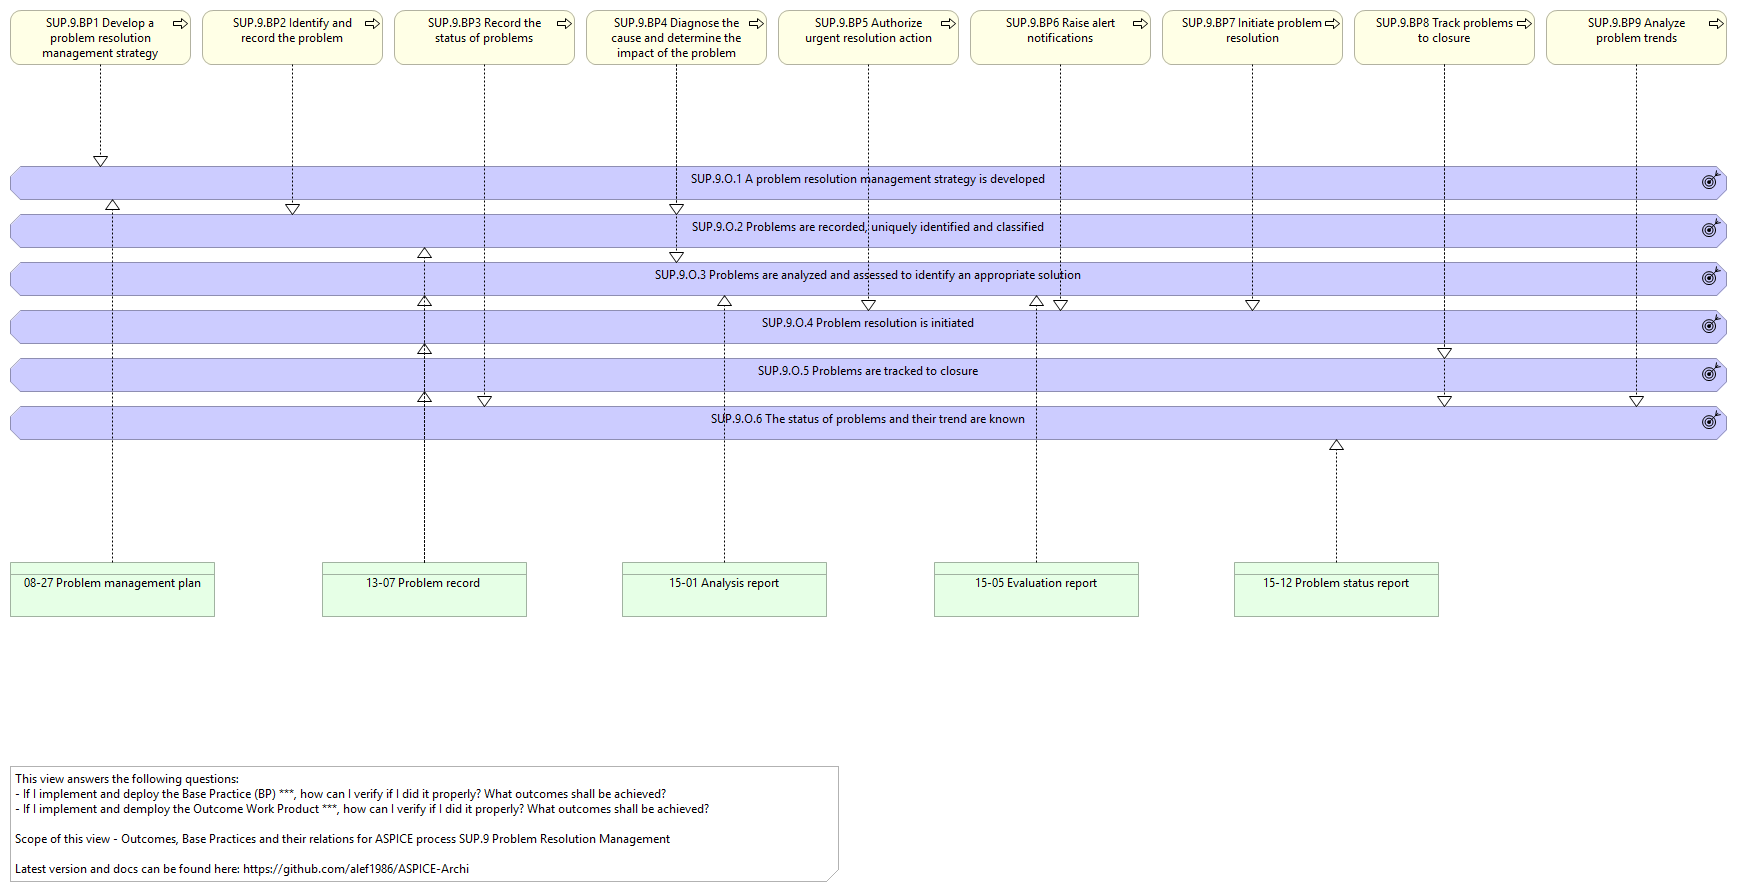 SUP.9.BP1 Develop a
problem resolution
management strategy
SUP.9.BP2 Identify and
record the problem
SUP.9.BP3 Record the
status of problems
SUP.9.BP4 Diagnose the
cause and determine the
impact of the problem
SUP.9.BP5 Authorize
urgent resolution action
SUP.9.BP6 Raise alert
notifications
SUP.9.BP7 Initiate problem
resolution
SUP.9.BP8 Track problems
to closure
SUP.9.BP9 Analyze
problem trends
SUP.9.O.1 A problem resolution management strategy is developed
SUP.9.O.2 Problems are recorded, uniquely identified and classified
SUP.9.O.3 Problems are analyzed and assessed to identify an appropriate solution
SUP.9.O.4 Problem resolution is initiated
SUP.9.O.5 Problems are tracked to closure
SUP.9.O.6 The status of problems and their trend are known
08-27 Problem management plan
13-07 Problem record
15-01 Analysis report
15-05 Evaluation report
15-12 Problem status report
This view answers the following questions:
- If I implement and deploy the Base Practice (BP) ***, how can I verify if I did it properly? What outcomes shall be achieved?
- If I implement and demploy the Outcome Work Product ***, how can I verify if I did it properly? What outcomes shall be achieved?
Scope of this view - Outcomes, Base Practices and their relations for ASPICE process SUP.9 Problem Resolution Management
Latest version and docs can be found here: https://github.com/alef1986/ASPICE-Archi